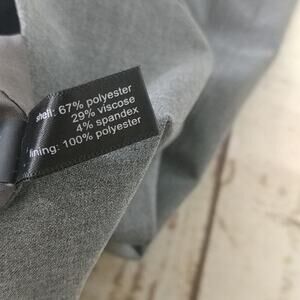 shell: 67% polyester
29% viscose
4% spandex
lining: 100% polyester